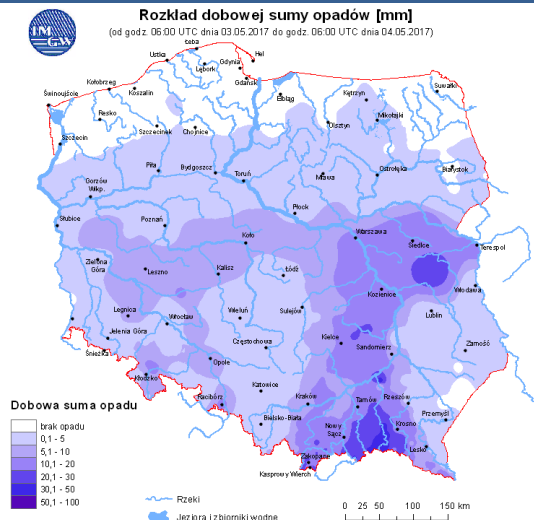 IM
GW
Rozkład dobowej sumy opadów [mm]
(od godz. 06:00 UTC dnia 03.05.2017 do godz. 06:00 UTC dnia 04.05.2017)
Łeba
Ustka
Hel
Gdynia
Lębork
Gdańsk
Kołobrzeg
Koszalin
Świnoujście
Elbląg
Kętrzyn
Suwałki
Resko
Szczecinek
Chojnice
Olsztyn
Mikołajki
Szczecin
Piła
Bydgoszcz
Toruń
Mława
Ostrołęka
Białystok
Gorzów
Wlkp.
Płock
Słubice
Poznań
Koło
Warszawa
Siedlce
Terespol
Zielona
Góra
Leszno
Kalisz
Łódź
Kozienice
Włodawa
Legnica
Wrocław
Wieluń
Sulejów
Lublin
Jelenia Góra
Śnieżka
Częstochowa
Kielce
Sandomierz
Zamość
Opole
Kłodzko
Katowice
Racibórz
Kraków
Tarnów
Rzeszów
Przemyśl
Bielsko-Biała
Nowy
Sącz
Krosno
Lesko
Zakopane
Kasprowy Wierch
Dobowa suma opadu
brak opadu
0,1 - 5
5,1 - 10
10,1 - 20
20,1 - 30
30,1 - 50
50,1 - 100
Rzeki
Jeziora i zbiorniki wodne
0 25 50 100 150 km